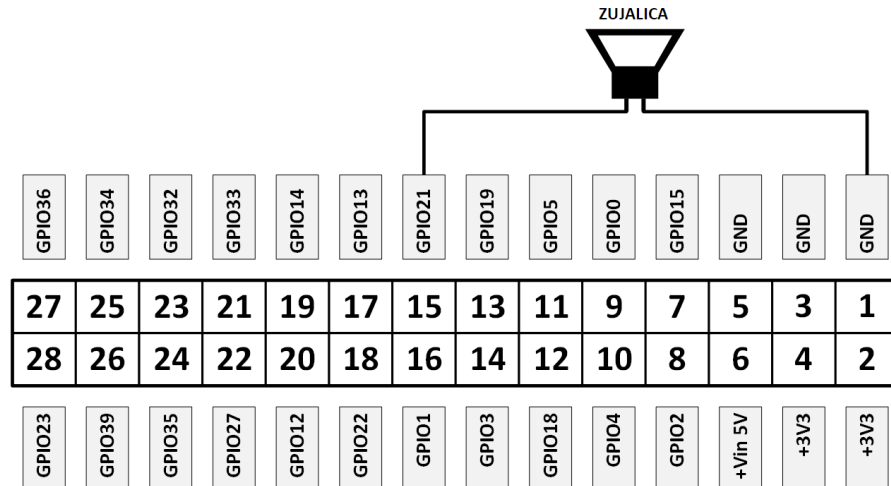 ZUJALICA
GPIO36 GPIO34 GPIO32 GPIO33 GPIO14 GPIO13 GPIO21 GPIO19 GPIO5 GPIO0 GPIO15 GND GND GND
27 25 23 21 19 17 15 13 11 9 7 5 3 1
28 26 24 22 20 18 16 14 12 10 8 6 4 2
GPIO23 GPIO39 GPIO35 GPIO27 GPIO12 GPIO22 GPIO1 GPIO3 GPIO18 GPIO4 GPIO2 +Vin 5V +3V3 +3V3